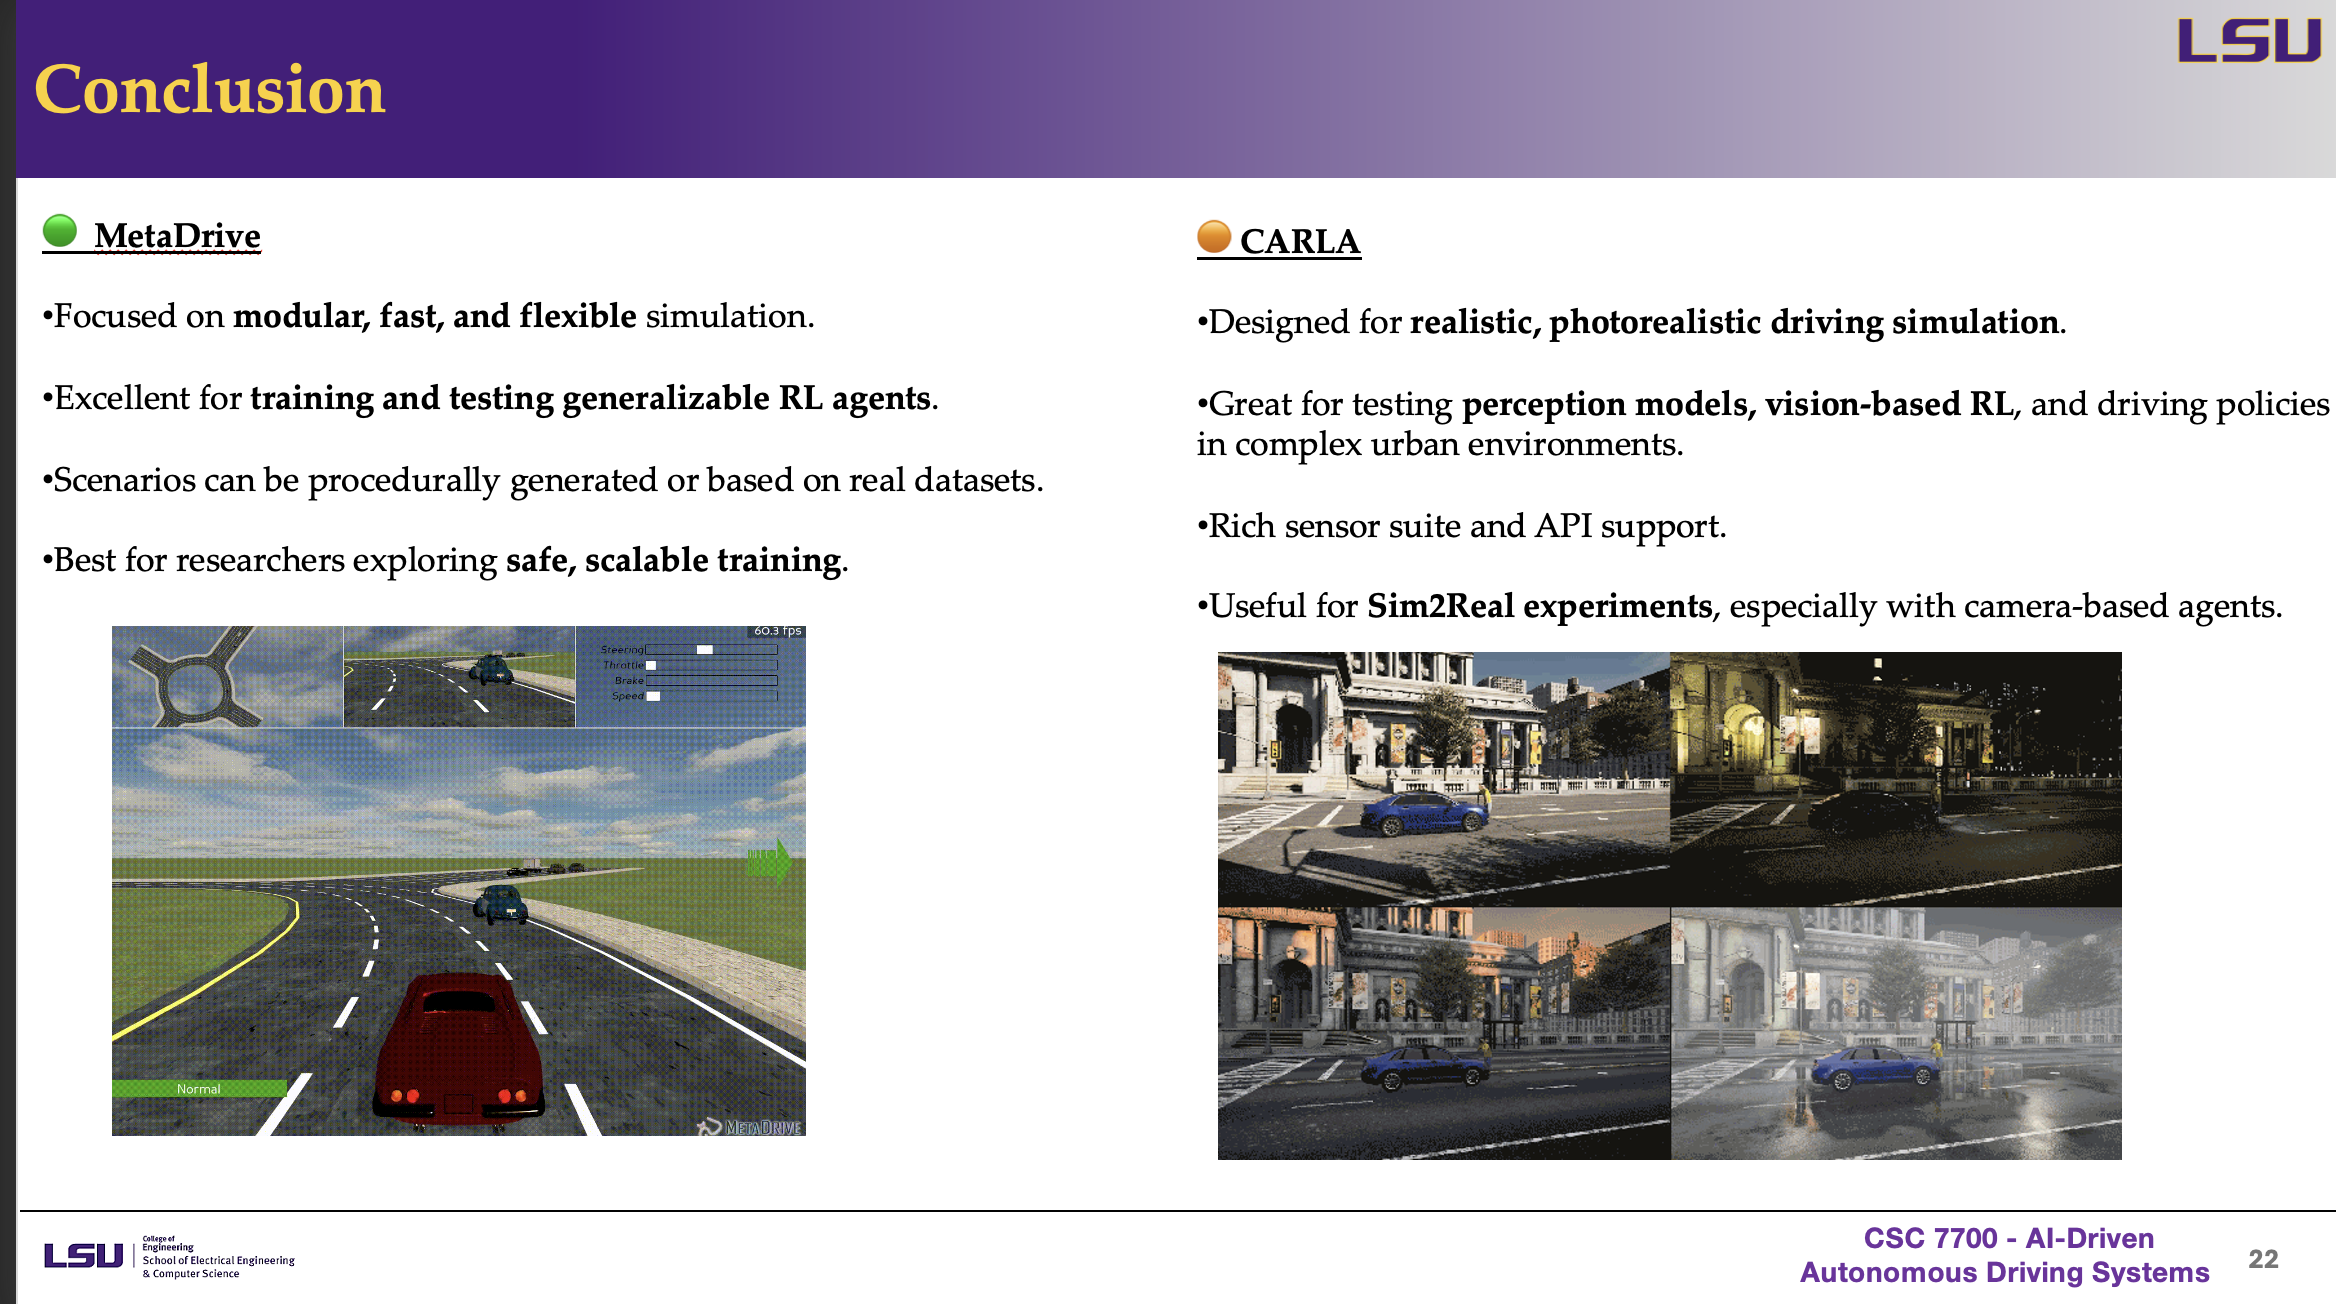 Conclusion
LSU
MetaDrive
•Focused on modular, fast, and flexible simulation.
•Excellent for training and testing generalizable RL agents.
•Scenarios can be procedurally generated or based on real datasets.
•Best for researchers exploring safe, scalable training.
60.3 fps
Steering
Throttle
Brake
Speed
Normal
METADRIVE
CARLA
•Designed for realistic, photorealistic driving simulation.
•Great for testing perception models, vision-based RL, and driving policies
in complex urban environments.
•Rich sensor suite and API support.
•Useful for Sim2Real experiments, especially with camera-based agents.
LSU
College of
Engineering
School of Electrical Engineering
& Computer Science
CSC 7700 - AI-Driven
Autonomous Driving Systems
22